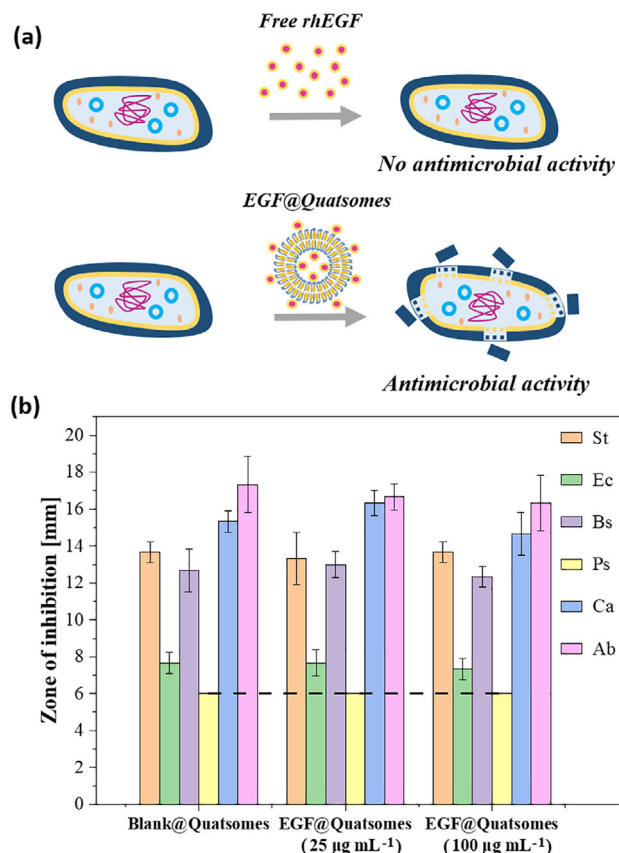 (a)
Free rhEGF
No antimicrobial activity
EGF@Quatsomes
Antimicrobial activity
(b)
Zone of inhibition [mm]
20
18
16
14
12
10
8
6
4
2
0
St
Ec
Bs
Ps
Ca
Ab
Blank@Quatsomes
EGF@Quatsomes
(25 µg mL⁻¹)
EGF@Quatsomes
(100 µg mL⁻¹)